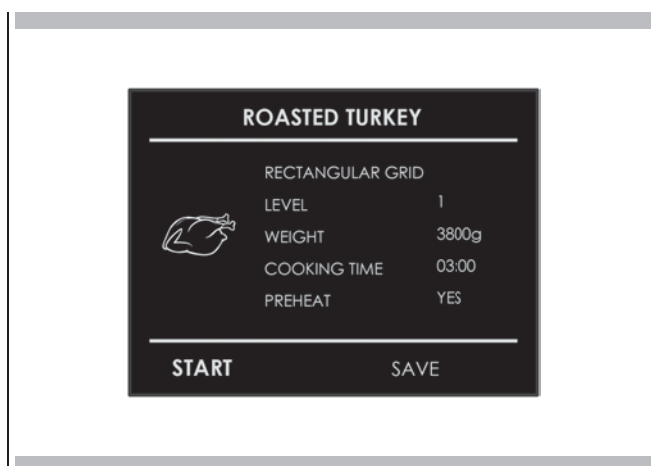 ROASTED TURKEY
RECTANGULAR GRID
LEVEL 1
WEIGHT 3800g
COOKING TIME 03:00
PREHEAT YES
START SAVE